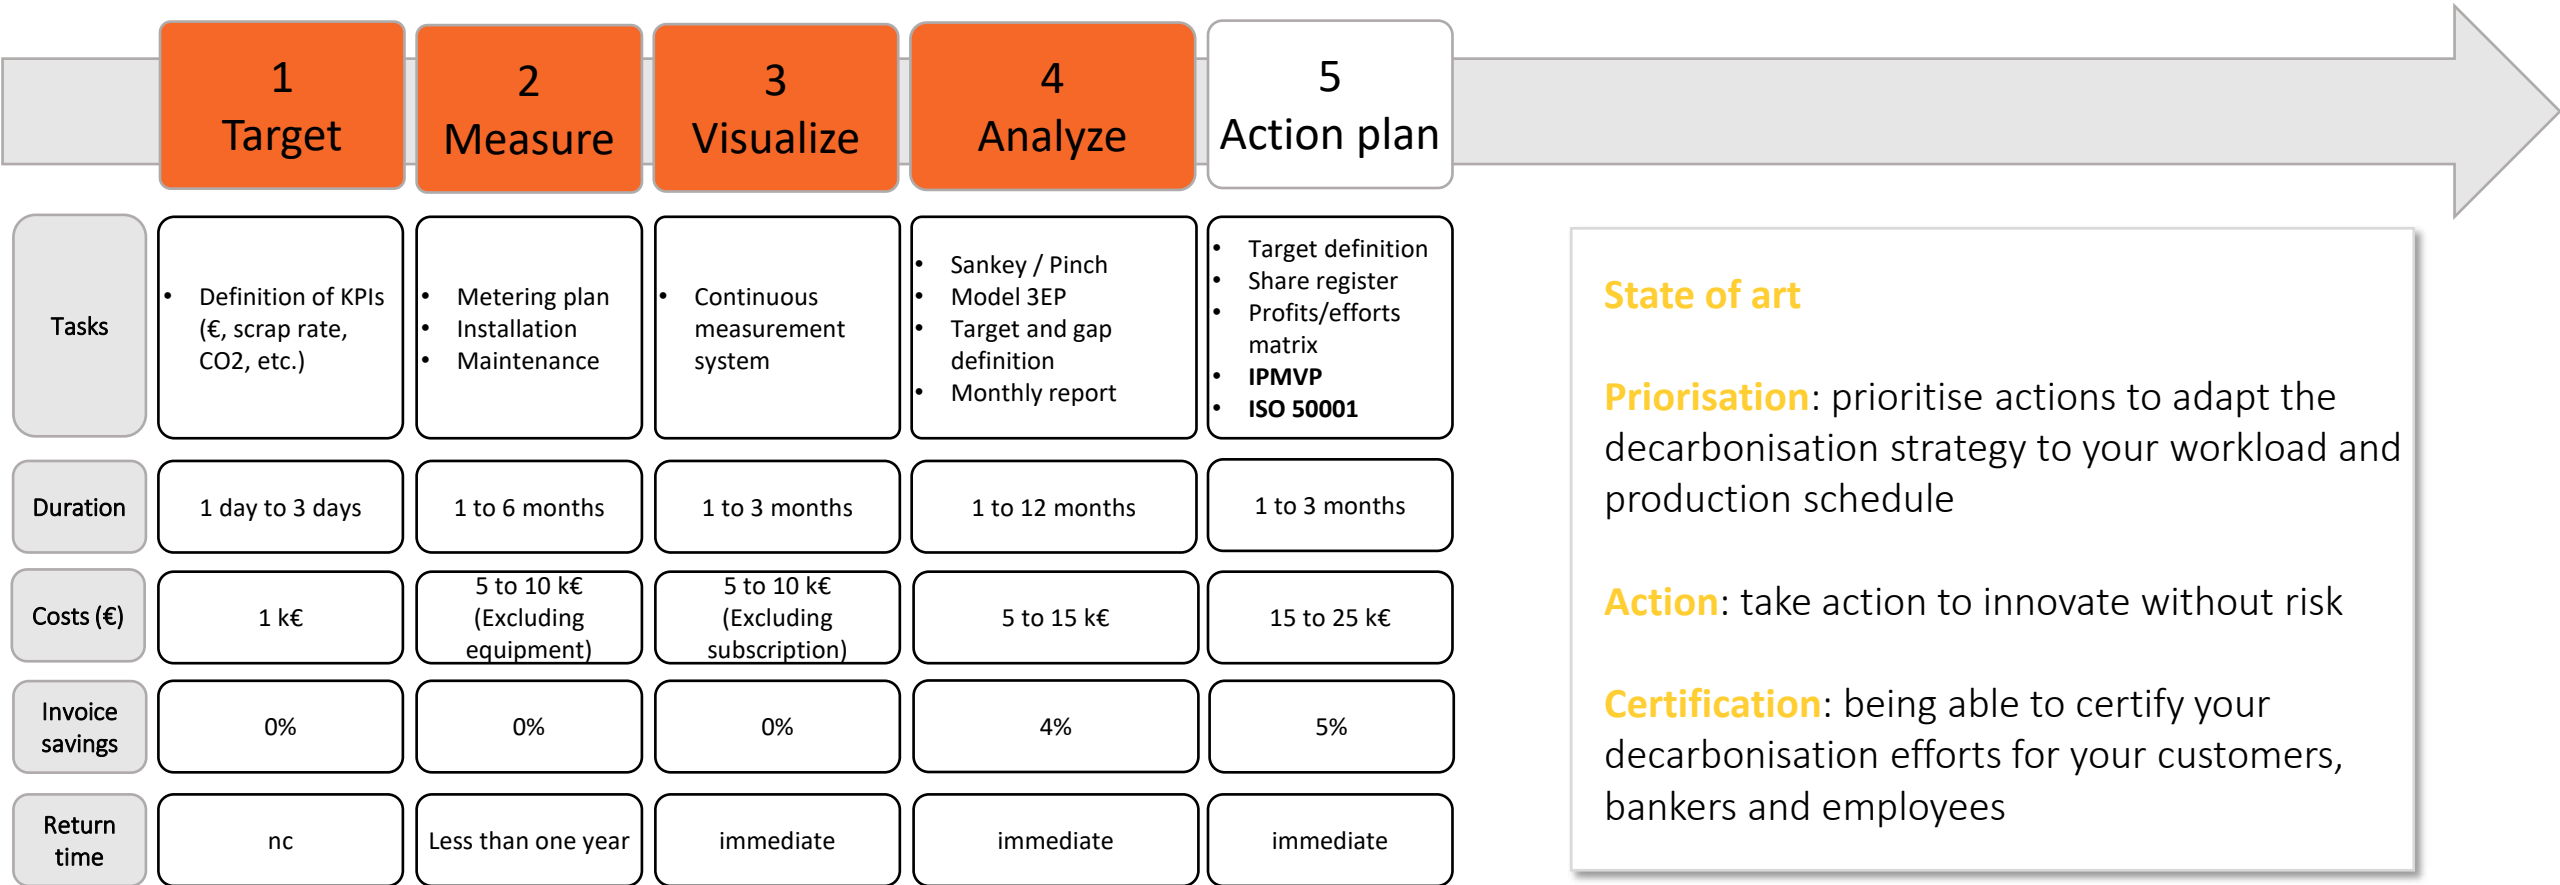 1
Target
2
Measure
3
Visualize
4
Analyze
5
Action plan
Tasks
• Definition of KPIs
(€, scrap rate,
CO2, etc.)
• Metering plan
• Installation
• Maintenance
• Continuous
measurement
system
• Sankey / Pinch
• Model 3EP
• Target and gap
definition
• Monthly report
• Target definition
• Share register
• Profits/efforts
matrix
• IPMVP
• ISO 50001
Duration
1 day to 3 days
1 to 6 months
1 to 3 months
1 to 12 months
1 to 3 months
Costs (€)
1 k€
5 to 10 k€
(Excluding
equipment)
5 to 10 k€
(Excluding
subscription)
5 to 15 k€
15 to 25 k€
Invoice
savings
0%
0%
0%
4%
5%
Return
time
nc
Less than one year
immediate
immediate
immediate
State of art
Priorisation: prioritise actions to adapt the
decarbonisation strategy to your workload and
production schedule
Action: take action to innovate without risk
Certification: being able to certify your
decarbonisation efforts for your customers,
bankers and employees